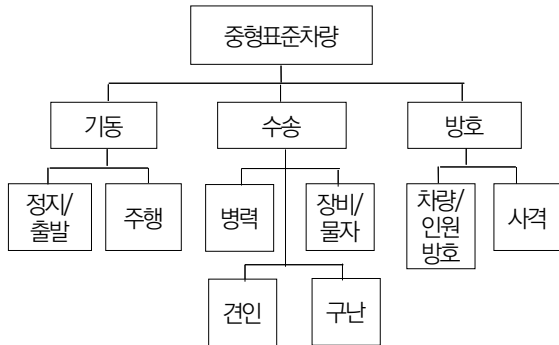 중형표준차량
기동
수송
방호
정지/
출발
주행
병력
장비/
물자
차량/
인원
방호
사격
견인
구난